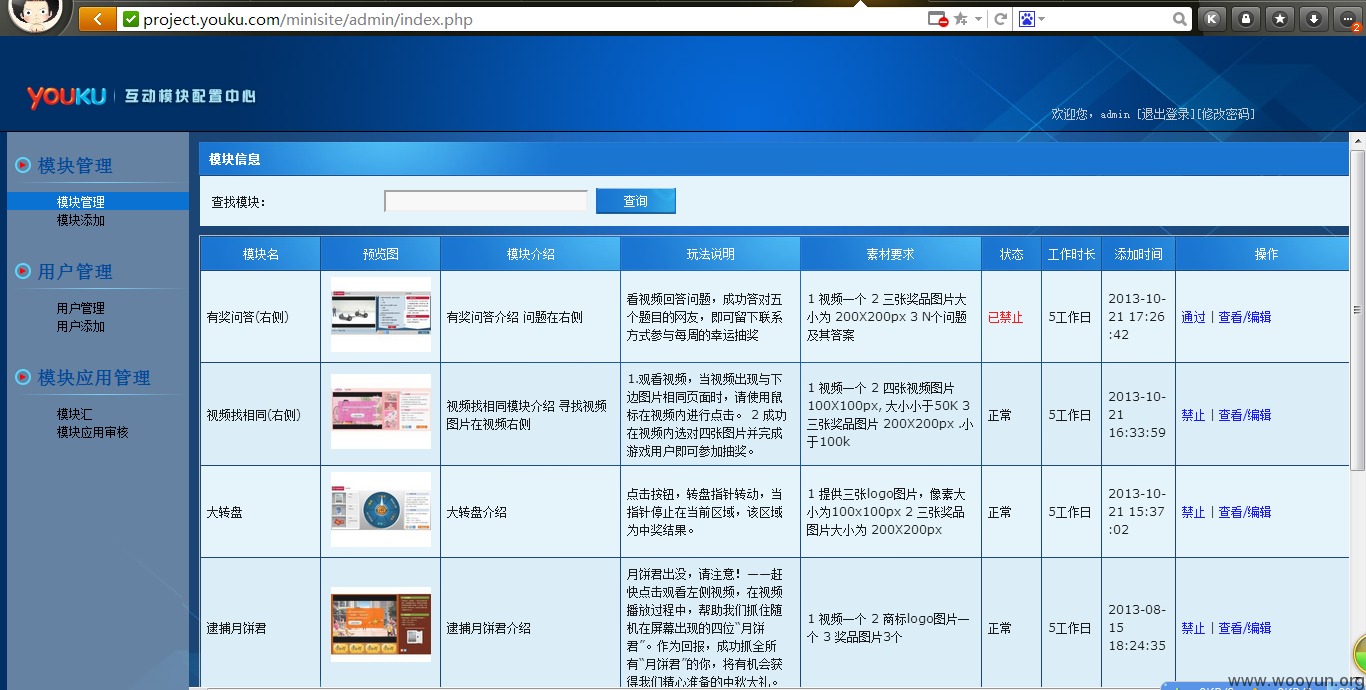 project.youku.com/minisite/admin/index.php
K
2
YOUKU 互动模块配置中心
欢迎您，admin [退出登录][修改密码]
模块管理
模块管理
模块添加
用户管理
用户管理
用户添加
模块应用管理
模块汇
模块应用审核
模块信息
查找模块：
查询
模块名 预览图 模块介绍 玩法说明 素材要求 状态 工作时长 添加时间 操作
有奖问答(右侧)
有奖问答介绍 问题在右侧
看视频回答问题，成功答对五
个题目的网友，即可留下联系
方式参与每周的幸运抽奖
1 视频一个 2 三张奖品图片大
小为 200X200px 3 N个问题
及其答案
已禁止
5工作日
2013-10-
21 17:26
:42
通过 | 查看/编辑
视频找相同(右侧)
视频找相同模块介绍 寻找视频
图片在视频右侧
1.观看视频，当视频出现与下
边图片相同页面时，请使用鼠
标在视频内进行点击。 2 成功
在视频内选对四张图片并完成
游戏用户即可参加抽奖。
1 视频一个 2 四张视频图片
100X100px, 大小小于50K 3
三张奖品图片 200X200px .小
于100k
正常
5工作日
2013-10-
21
16:33:59
禁止 | 查看/编辑
大转盘
大转盘介绍
点击按钮，转盘指针转动，当
指针停止在当前区域，该区域
为中奖结果。
1 提供三张logo图片，像素大
小为100x100px 2 三张奖品
图片大小为 200X200px
正常
5工作日
2013-10-
21 15:37
:02
禁止 | 查看/编辑
逮捕月饼君
逮捕月饼君介绍
月饼君出没，请注意！——赶
快点击观看左侧视频，在视频
播放过程中，帮助我们抓住随
机在屏幕出现的四位“月饼
君”。作为回报，成功抓全所
有“月饼君”的你，将有机会获
得我们精心准备的中秋大礼。
1 视频一个 2 商标logo图片一
个 3 奖品图片3个
正常
5工作日
2013-08-
15
18:24:35
禁止 | 查看/编辑
www.wooyun.org